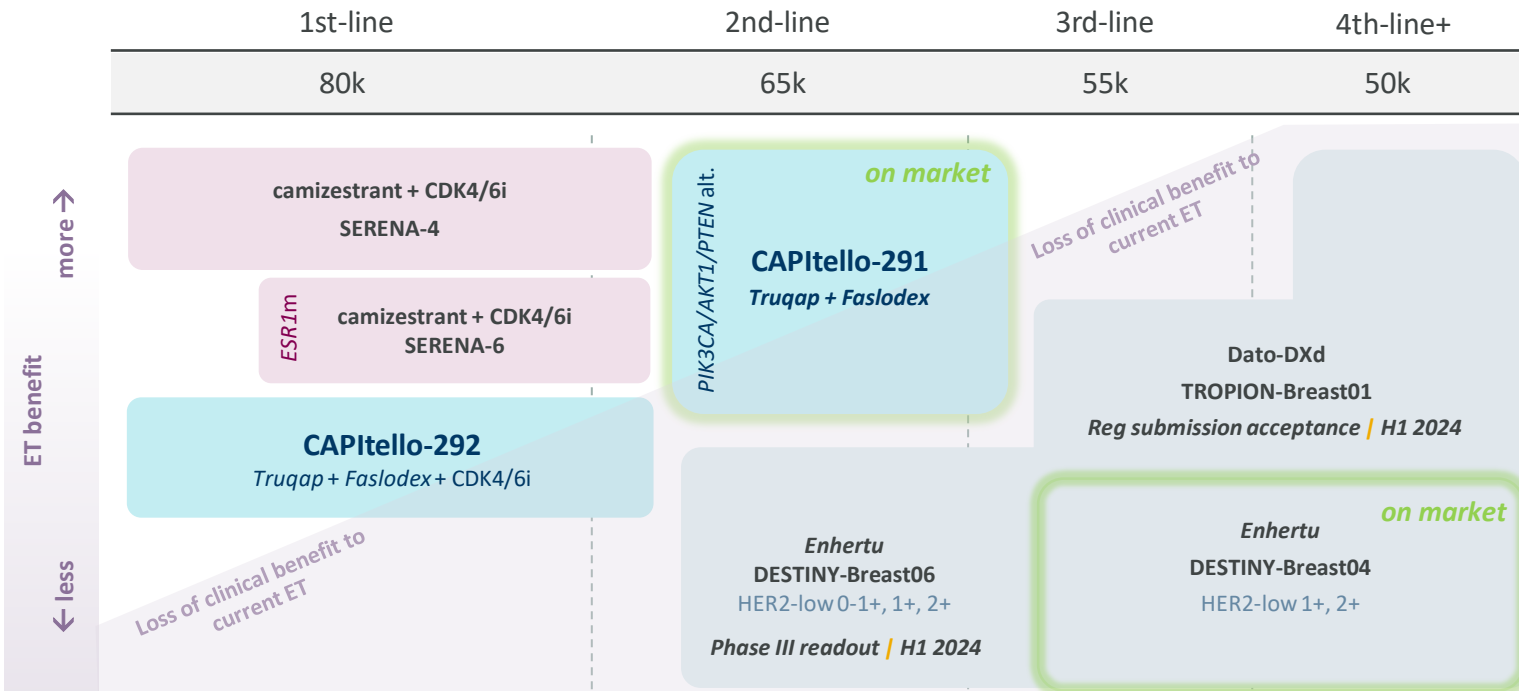 1st-line
2nd-line
3rd-line
4th-line+
80k
65k
55k
50k
ET benefit
more →
← less
camizestrant + CDK4/6i
SERENA-4
ESR1m
camizestrant + CDK4/6i
SERENA-6
CAPItello-292
Truqap + Faslodex + CDK4/6i
Loss of clinical benefit to
current ET
PIK3CA/AKT1/PTEN alt.
on market
CAPItello-291
Truqap + Faslodex
Loss of clinical benefit to
current ET
Dato-DXd
TROPION-Breast01
Reg submission acceptance | H1 2024
Enhertu
DESTINY-Breast06
HER2-low 0-1+, 1+, 2+
Phase III readout | H1 2024
on market
Enhertu
DESTINY-Breast04
HER2-low 1+, 2+